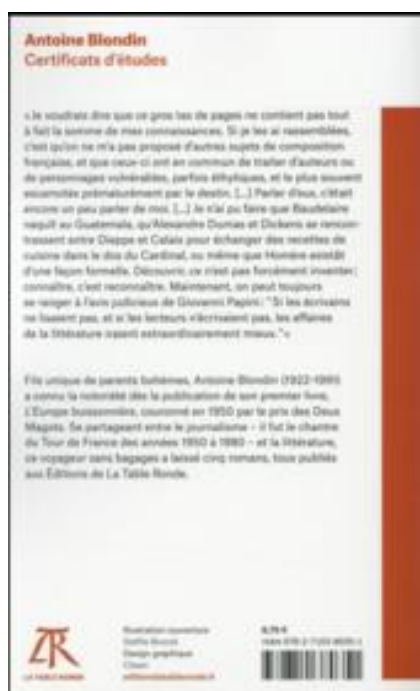 Antoine Blondin
Certificats d'études
« Je voudrais dire que ce gros tas de pages ne contient pas tout
à fait la somme de mes connaissances. Si je les ai rassemblées,
c'est qu'on ne m'a pas proposé d'autres sujets de composition
française, et que ceux-ci ont en commun de traiter d'auteurs ou
de personnages vulnérables, parfois éthyliques, et le plus souvent
escamotés prématurément par le destin. [...] Parler d'eux, c'était
encore un peu parler de moi. [...] Je n'ai pu faire que Baudelaire
naquît au Guatemala, qu'Alexandre Dumas et Dickens se rencon-
trassent entre Dieppe et Calais pour échanger des recettes de
cuisine dans le dos du Cardinal, ou même que Homère existât
d'une façon formelle. Découvrir, ce n'est pas forcément inventer ;
connaître, c'est reconnaître. Maintenant, on peut toujours
se ranger à l'avis judicieux de Giovanni Papini : "Si les écrivains
ne lisaient pas, et si les lecteurs n'écrivaient pas, les affaires
de la littérature iraient extraordinairement mieux." »
Fils unique de parents bohèmes, Antoine Blondin (1922-1991)
a connu la notoriété dès la publication de son premier livre,
L'Europe buissonnière, couronné en 1950 par le prix des Deux
Magots. Se partageant entre le journalisme – il fut le chantre
du Tour de France des années 1950 à 1980 – et la littérature,
ce voyageur sans bagages a laissé cinq romans, tous publiés
aux Éditions de La Table Ronde.
Illustration couverture
Design graphique
LA TABLE RONDE
8,70 €